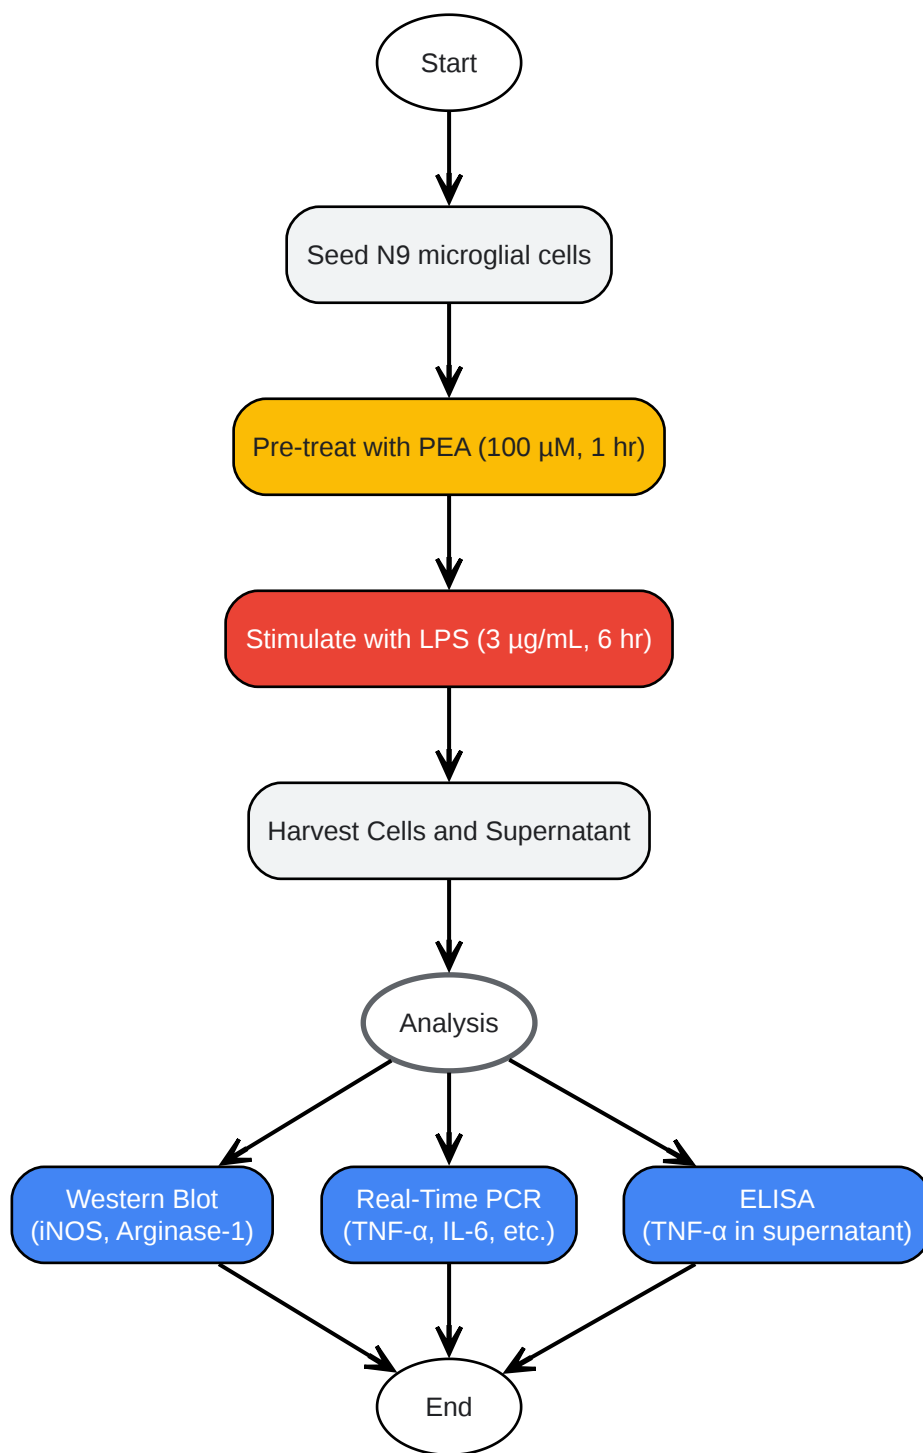 Start
Seed N9 microglial cells
Pre-treat with PEA (100 µM, 1 hr)
Stimulate with LPS (3 µg/mL, 6 hr)
Harvest Cells and Supernatant
Analysis
Western Blot
(iNOS, Arginase-1)
Real-Time PCR
(TNF-α, IL-6, etc.)
ELISA
(TNF-α in supernatant)
End